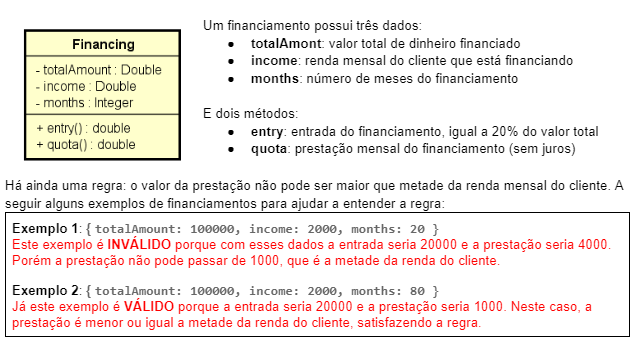 Financing
- totalAmount : Double
- income : Double
- months : Integer
+ entry() : double
+ quota() : double
Um financiamento possui três dados:
● totalAmont: valor total de dinheiro financiado
● income: renda mensal do cliente que está financiando
● months: número de meses do financiamento
E dois métodos:
● entry: entrada do financiamento, igual a 20% do valor total
● quota: prestação mensal do financiamento (sem juros)
Há ainda uma regra: o valor da prestação não pode ser maior que metade da renda mensal do cliente. A
seguir alguns exemplos de financiamentos para ajudar a entender a regra:
Exemplo 1: { totalAmount: 100000, income: 2000, months: 20 }
Este exemplo é INVÁLIDO porque com esses dados a entrada seria 20000 e a prestação seria 4000.
Porém a prestação não pode passar de 1000, que é a metade da renda do cliente.
Exemplo 2: { totalAmount: 100000, income: 2000, months: 80 }
Já este exemplo é VÁLIDO porque a entrada seria 20000 e a prestação seria 1000. Neste caso, a
prestação é menor ou igual a metade da renda do cliente, satisfazendo a regra.